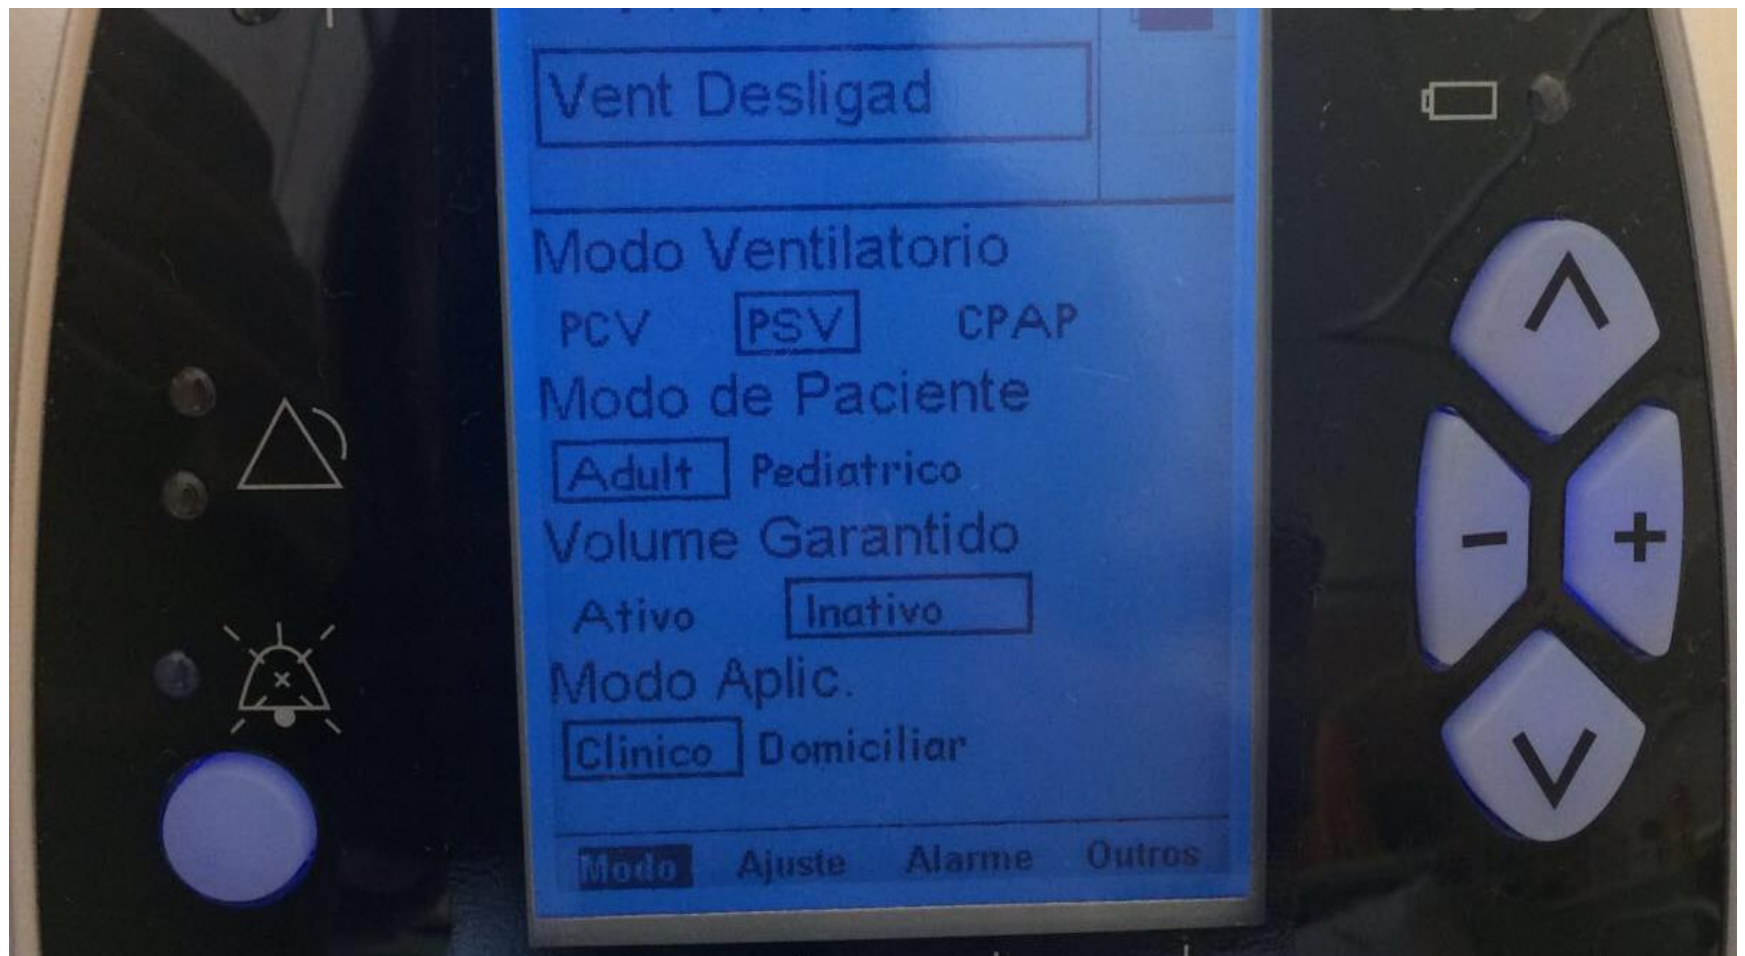 Vent Desligad
Modo Ventilatorio
PCV PSV CPAP
Modo de Paciente
Adult Pediatrico
Volume Garantido
Ativo Inativo
Modo Aplic.
Clinico Domiciliar
Modo Ajuste Alarme Outros
- +